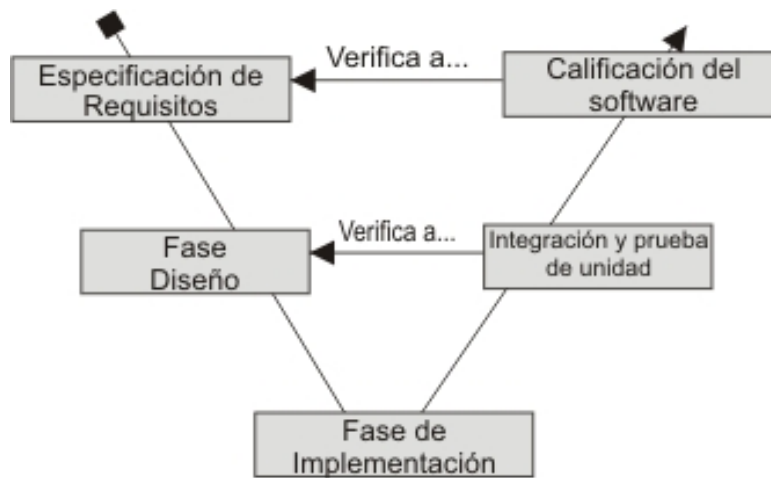 Especificación de
Requisitos
Verifica a...
Calificación del
software
Fase
Diseño
Verifica a...
Integración y prueba
de unidad
Fase de
Implementación